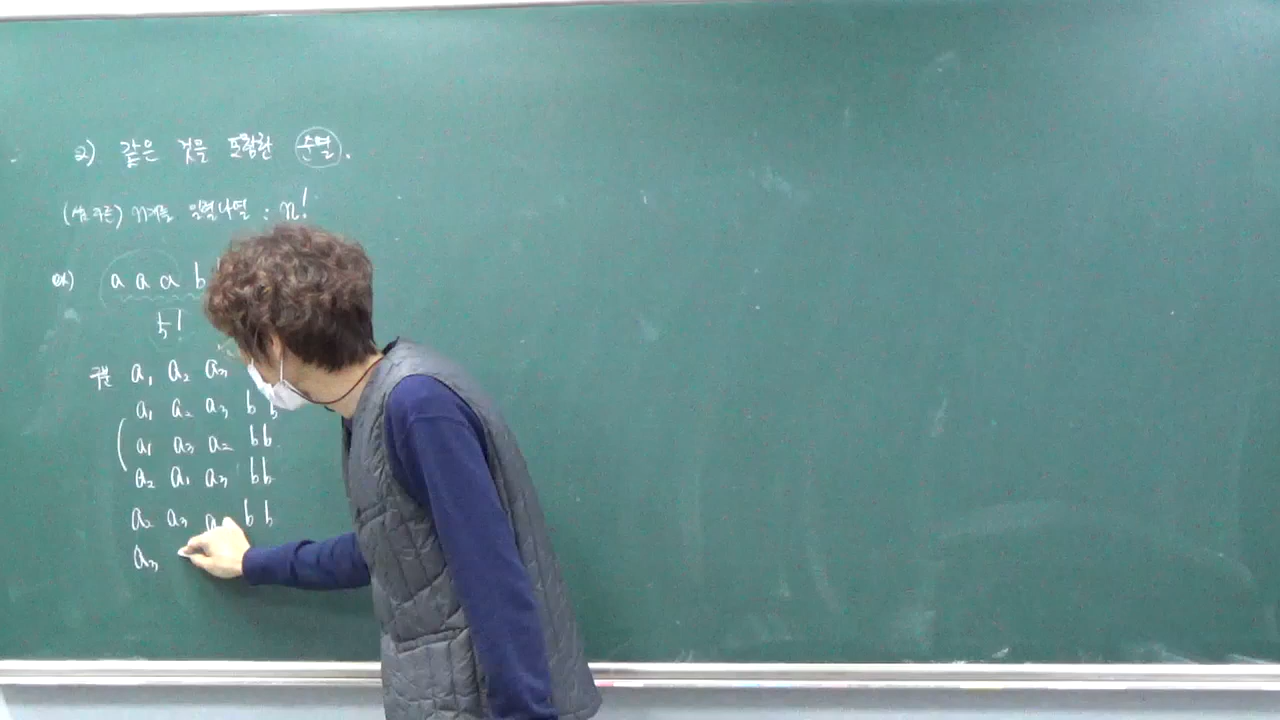 2) 같은 것을 포함한 순열.
(서로 다른) n개를 일렬나열 : n!
예) a a a b
5!
구분 a₁ a₂ a₃
a₁ a₂ a₃ b b
a₁ a₃ a₂ b b
a₂ a₁ a₃ b b
a₂ a₃ a b b
a₃